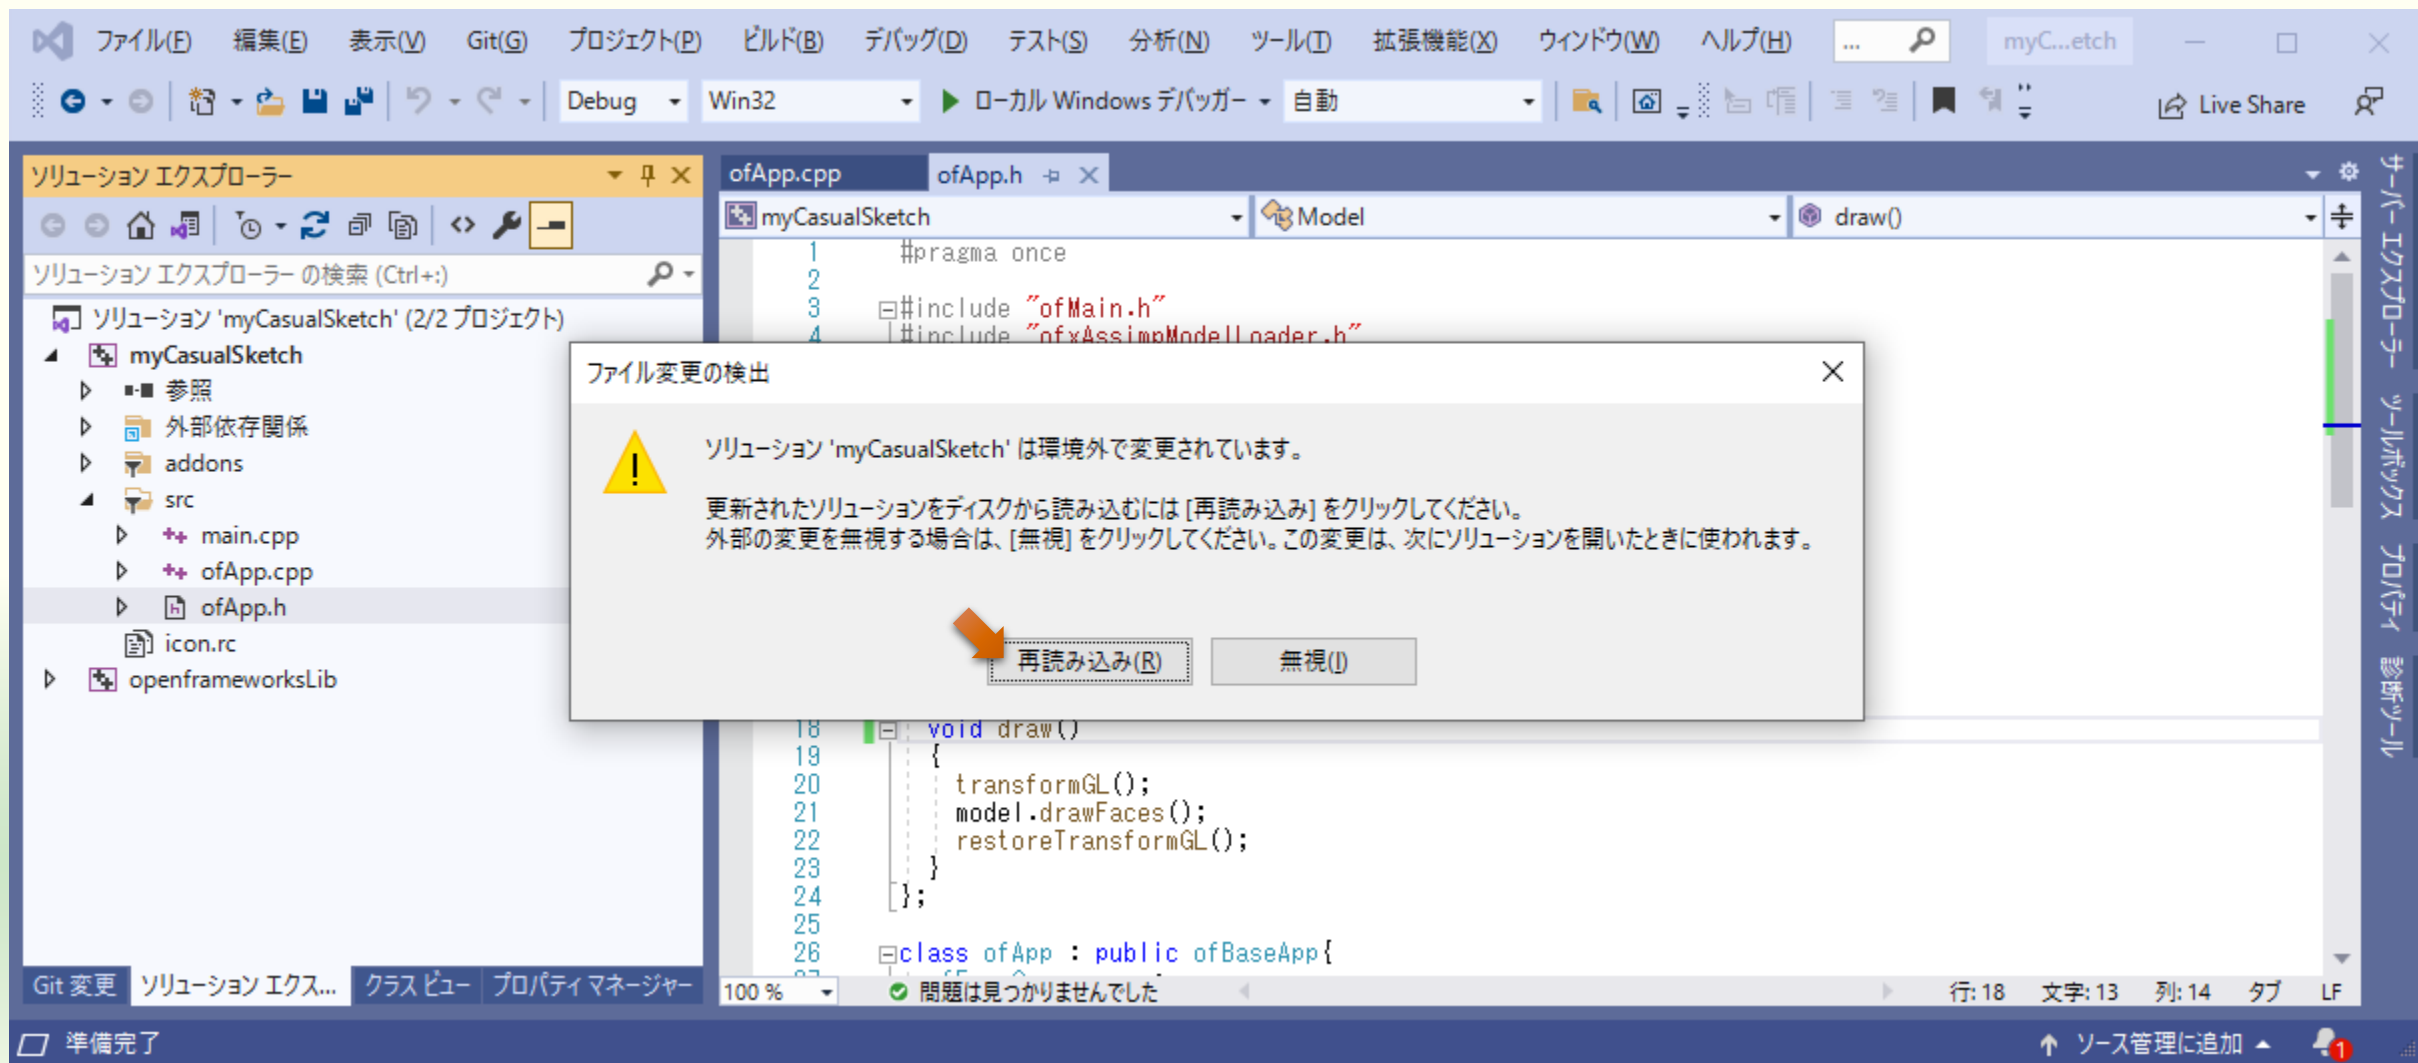 ファイル(F) 編集(E) 表示(V) Git(G) プロジェクト(P) ビルド(B) デバッグ(D) テスト(S) 分析(N) ツール(T) 拡張機能(X) ウィンドウ(W) ヘルプ(H) ... myC...etch
Debug Win32 ローカル Windows デバッガー 自動 Live Share
ソリューション エクスプローラー
ソリューション エクスプローラー の検索 (Ctrl+:)
ソリューション 'myCasualSketch' (2/2 プロジェクト)
myCasualSketch
参照
外部依存関係
addons
src
main.cpp
ofApp.cpp
ofApp.h
icon.rc
openframeworksLib
Git 変更 ソリューション エクス... クラス ビュー プロパティ マネージャー
ofApp.cpp ofApp.h
myCasualSketch Model draw()
1 #pragma once
2
3 #include "ofMain.h"
4 #include "ofxAssimpModelLoader.h"
ファイル変更の検出
ソリューション 'myCasualSketch' は環境外で変更されています。
更新されたソリューションをディスクから読み込むには [再読み込み] をクリックしてください。
外部の変更を無視する場合は、[無視] をクリックしてください。この変更は、次にソリューションを開いたときに使われます。
再読み込み(R) 無視(I)
18 void draw()
19 {
20 transformGL();
21 model.drawFaces();
22 restoreTransformGL();
23 }
24 };
25
26 class ofApp : public ofBaseApp{
100 % 問題は見つかりませんでした 行: 18 文字: 13 列: 14 タブ LF
サーバー エクスプローラー
ツールボックス
プロパティ
診断ツール
準備完了 ソース管理に追加 1